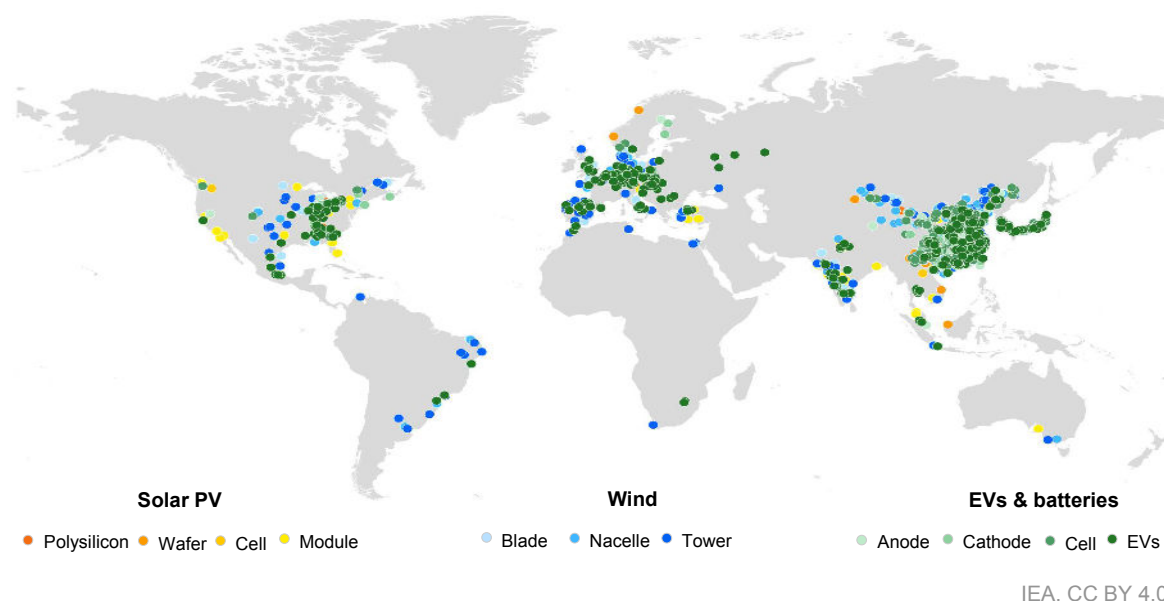 Solar PV Wind EVs & batteries
Polysilicon Wafer Cell Module Blade Nacelle Tower Anode Cathode Cell EVs
IEA. CC BY 4.0